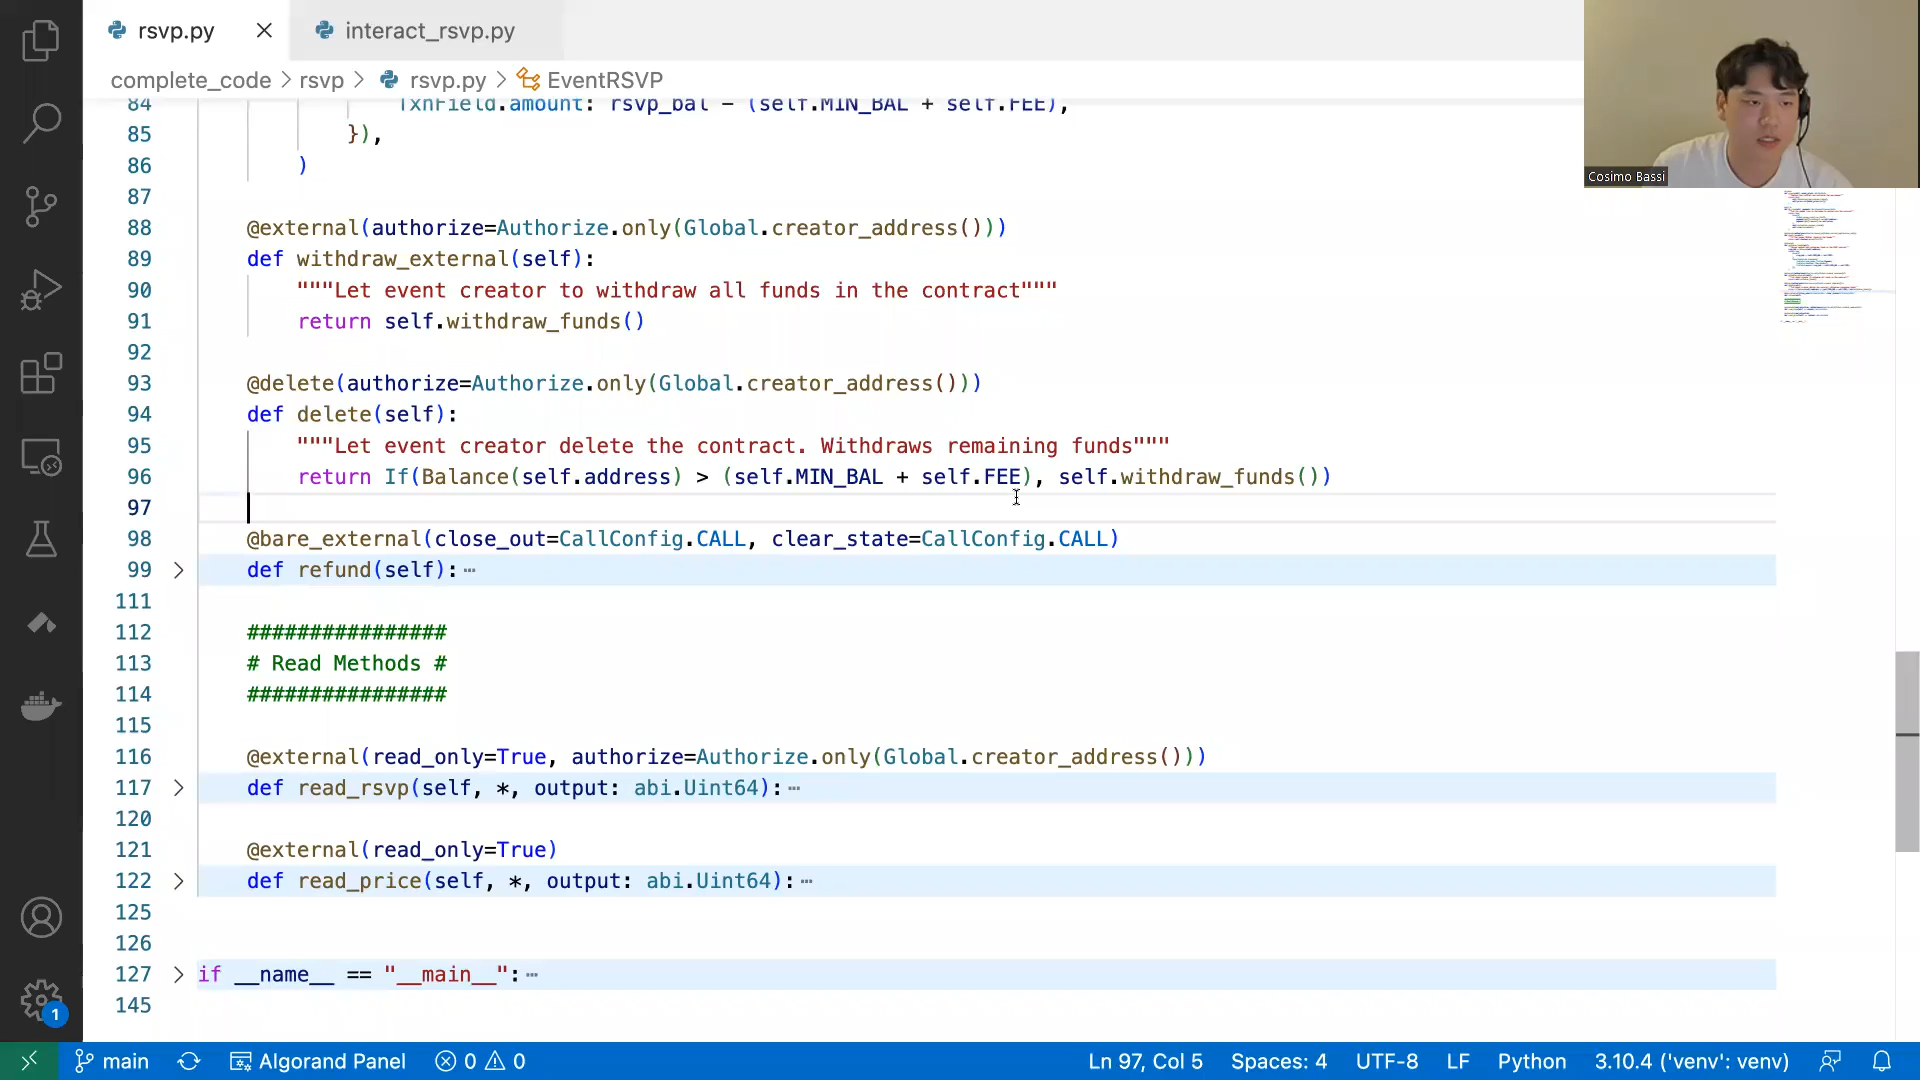 rsvp.py
interact_rsvp.py
complete_code > rsvp > rsvp.py > EventRSVP
84 TxnField.amount: rsvp_bal - (self.MIN_BAL + self.FEE),
85 }),
86 )
87
88 @external(authorize=Authorize.only(Global.creator_address()))
89 def withdraw_external(self):
90 """Let event creator to withdraw all funds in the contract"""
91 return self.withdraw_funds()
92
93 @delete(authorize=Authorize.only(Global.creator_address()))
94 def delete(self):
95 """Let event creator delete the contract. Withdraws remaining funds"""
96 return If(Balance(self.address) > (self.MIN_BAL + self.FEE), self.withdraw_funds())
97
98 @bare_external(close_out=CallConfig.CALL, clear_state=CallConfig.CALL)
99 def refund(self):
111
112 ################
113 # Read Methods #
114 ################
115
116 @external(read_only=True, authorize=Authorize.only(Global.creator_address()))
117 def read_rsvp(self, *, output: abi.Uint64):
120
121 @external(read_only=True)
122 def read_price(self, *, output: abi.Uint64):
125
126
127 if __name__ == "__main__":
145
Cosimo Bassi
1
main Algorand Panel 0 0 Ln 97, Col 5 Spaces: 4 UTF-8 LF Python 3.10.4 ('venv': venv)